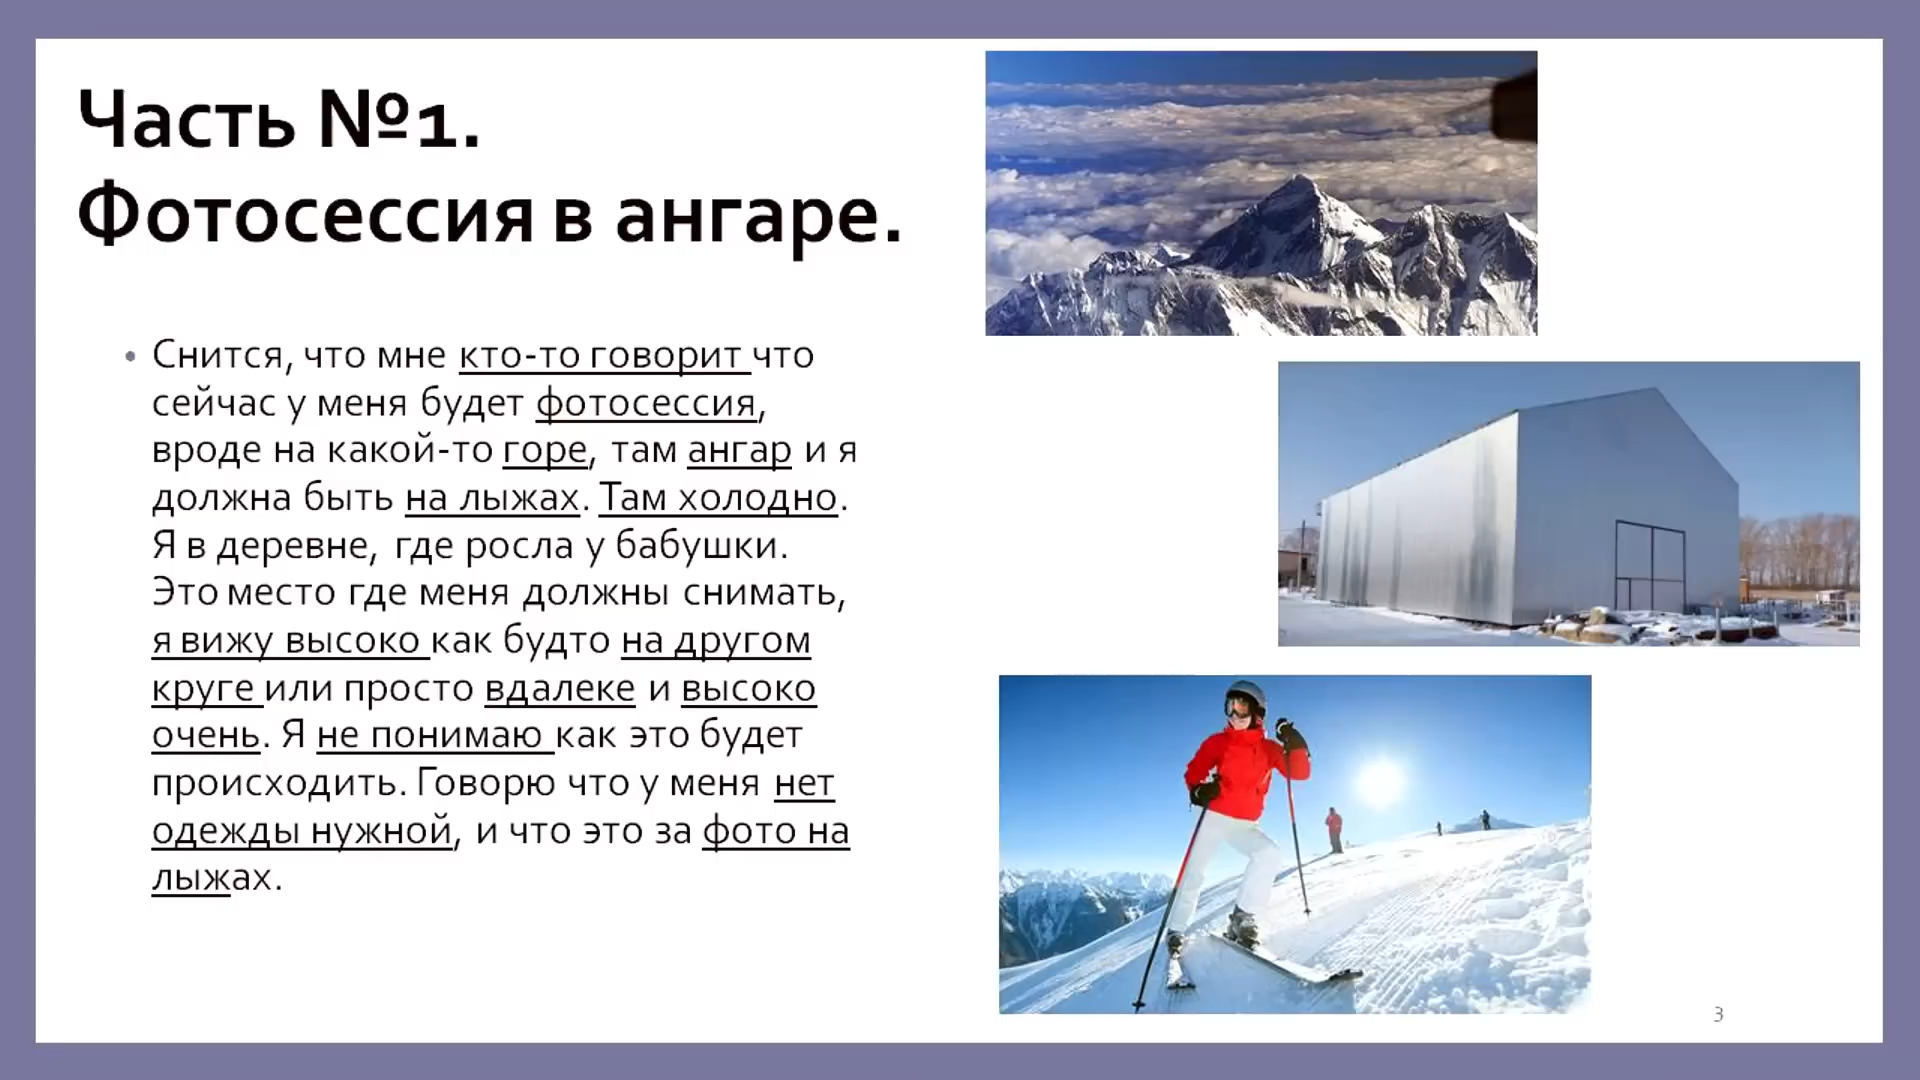 Часть №1.
Фотосессия в ангаре.
• Снится, что мне кто-то говорит что
сейчас у меня будет фотосессия,
вроде на какой-то горе, там ангар и я
должна быть на лыжах. Там холодно.
Я в деревне, где росла у бабушки.
Это место где меня должны снимать,
я вижу высоко как будто на другом
круге или просто вдалеке и высоко
очень. Я не понимаю как это будет
происходить. Говорю что у меня нет
одежды нужной, и что это за фото на
лыжах.
3